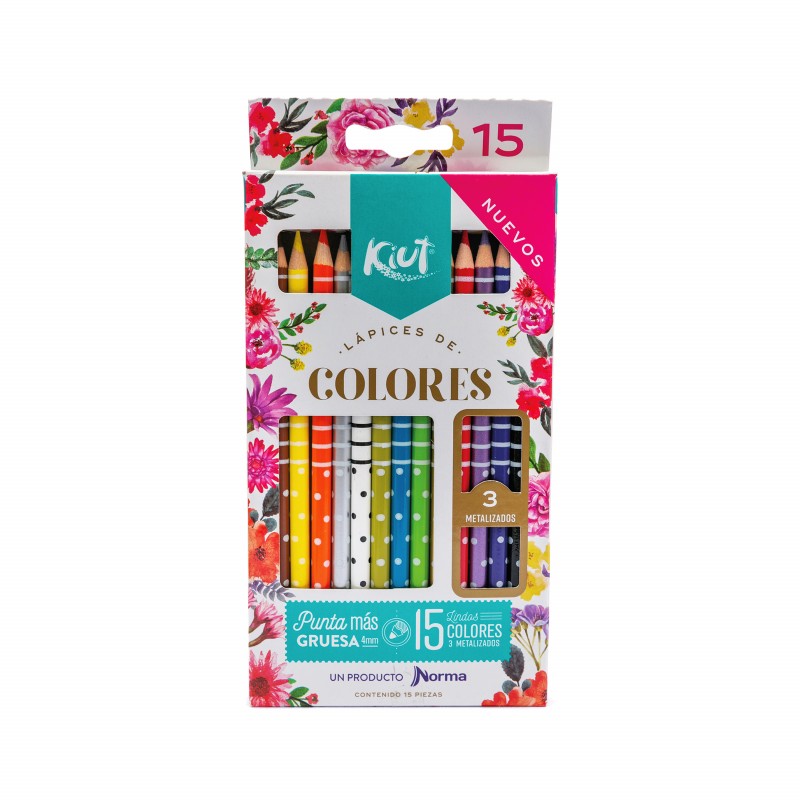 15
NUEVOS
Kiut
LÁPICES DE
COLORES
3
METALIZADOS
Punta más
GRUESA 4mm
15 Lindos
COLORES
3 METALIZADOS
UN PRODUCTO Norma
CONTENIDO 15 PIEZAS